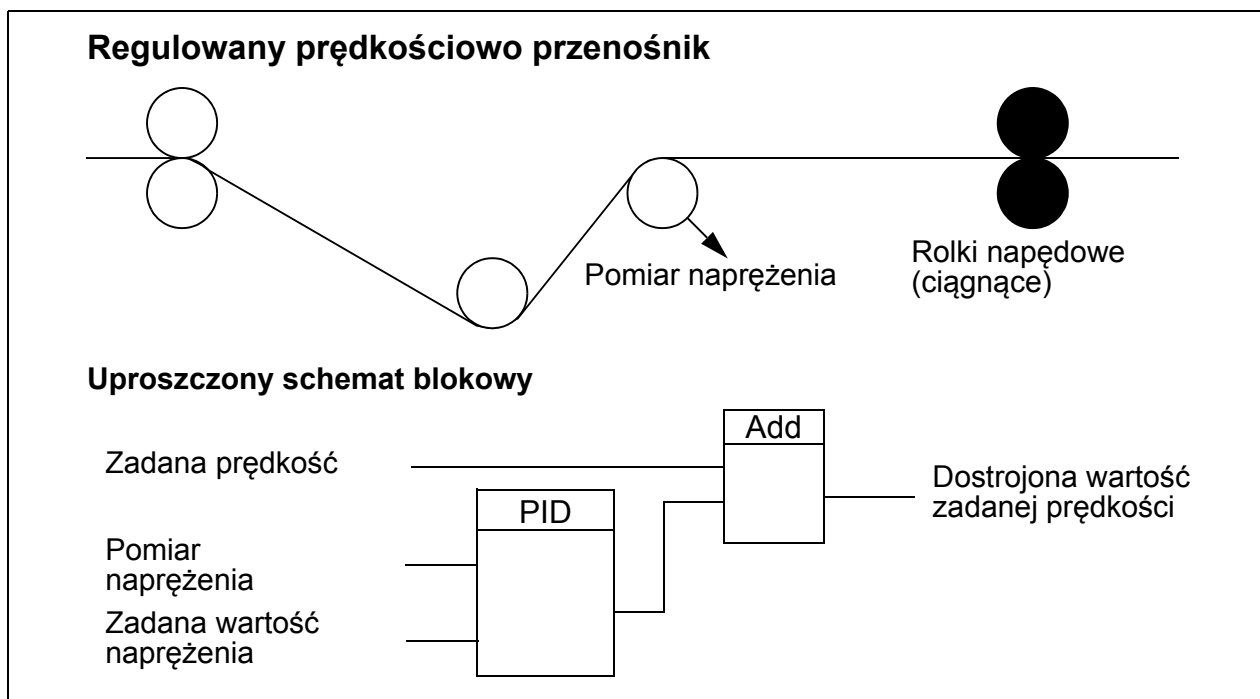 Regulowany prędkościowo przenośnik
Pomiar naprężenia
Rolki napędowe
(ciągnące)
Uproszczony schemat blokowy
Add
Zadana prędkość
Dostrojona wartość
zadanej prędkości
PID
Pomiar
naprężenia
Zadana wartość
naprężenia